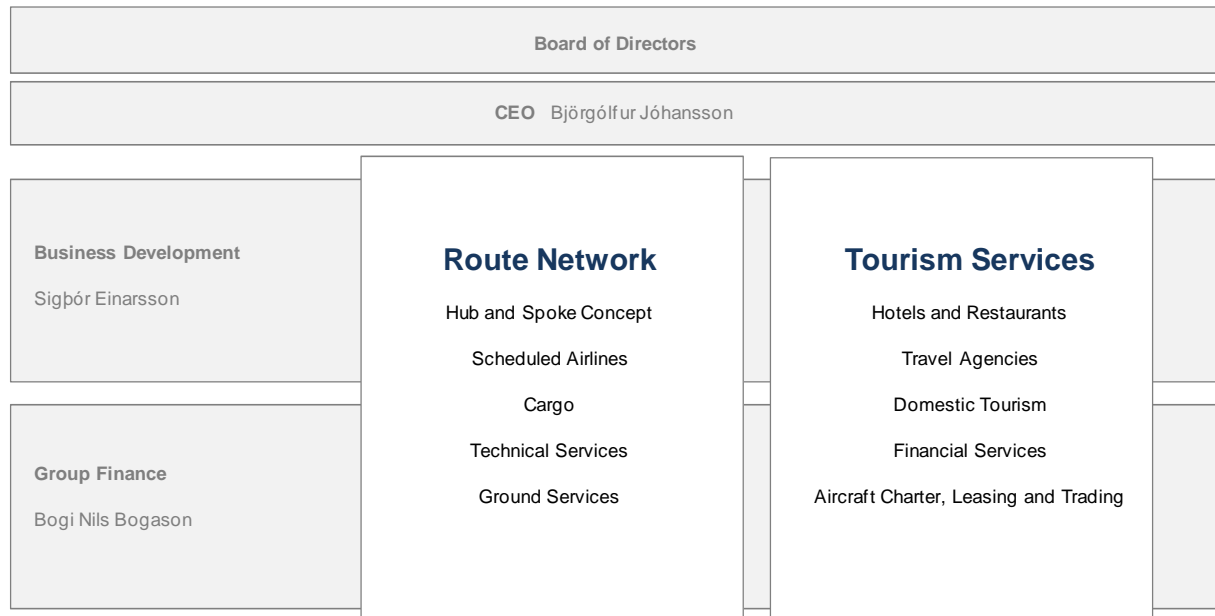 Board of Directors
CEO Björgólfur Jóhansson
Business Development
Sigþór Einarsson
Group Finance
Bogi Nils Bogason
Route Network
Hub and Spoke Concept
Scheduled Airlines
Cargo
Technical Services
Ground Services
Tourism Services
Hotels and Restaurants
Travel Agencies
Domestic Tourism
Financial Services
Aircraft Charter, Leasing and Trading